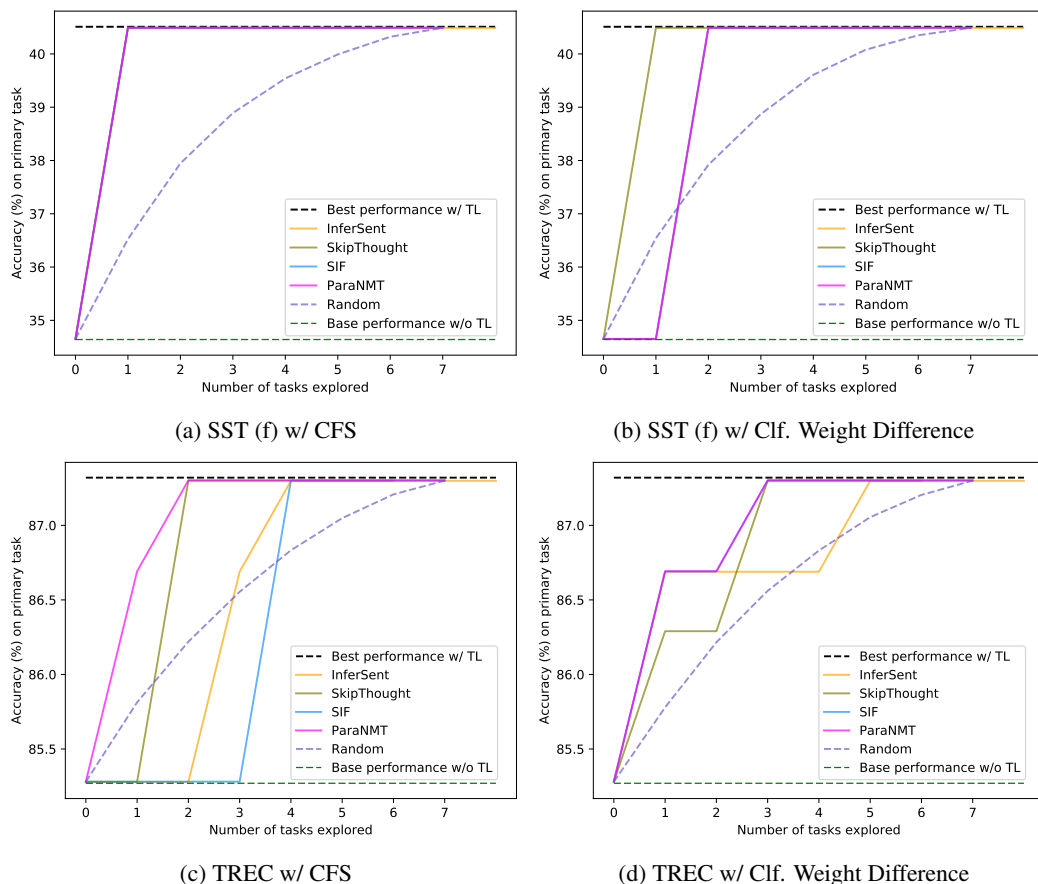 40
39
38
37
36
35
Accuracy (%) on primary task
Best performance w/ TL
InferSent
SkipThought
SIF
ParaNMT
Random
Base performance w/o TL
0 1 2 3 4 5 6 7
Number of tasks explored
(a) SST (f) w/ CFS
40
39
38
37
36
35
Accuracy (%) on primary task
Best performance w/ TL
InferSent
SkipThought
SIF
ParaNMT
Random
Base performance w/o TL
0 1 2 3 4 5 6 7
Number of tasks explored
(b) SST (f) w/ Clf. Weight Difference
87.0
86.5
86.0
85.5
Accuracy (%) on primary task
Best performance w/ TL
InferSent
SkipThought
SIF
ParaNMT
Random
Base performance w/o TL
0 1 2 3 4 5 6 7
Number of tasks explored
(c) TREC w/ CFS
87.0
86.5
86.0
85.5
Accuracy (%) on primary task
Best performance w/ TL
InferSent
SkipThought
SIF
ParaNMT
Random
Base performance w/o TL
0 1 2 3 4 5 6 7
Number of tasks explored
(d) TREC w/ Clf. Weight Difference